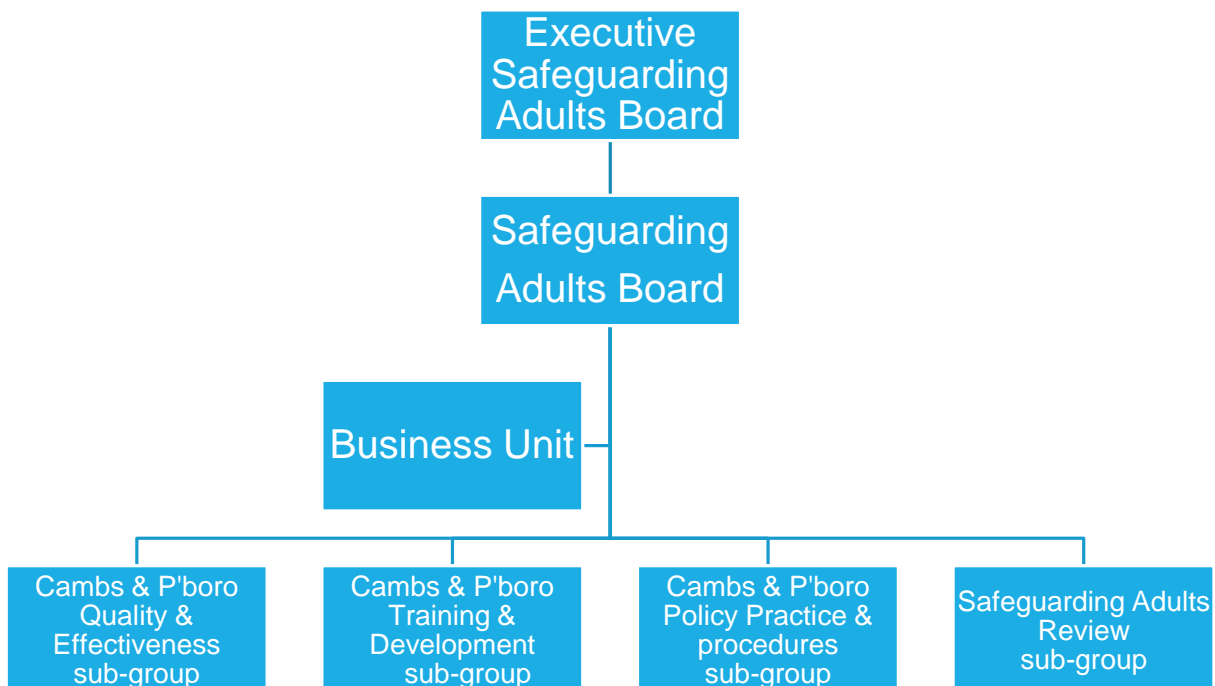 Executive
Safeguarding
Adults Board
Safeguarding
Adults Board
Business Unit
Cambs & P'boro
Quality &
Effectiveness
sub-group
Cambs & P'boro
Training &
Development
sub-group
Cambs & P'boro
Policy Practice &
procedures
sub-group
Safeguarding Adults
Review
sub-group